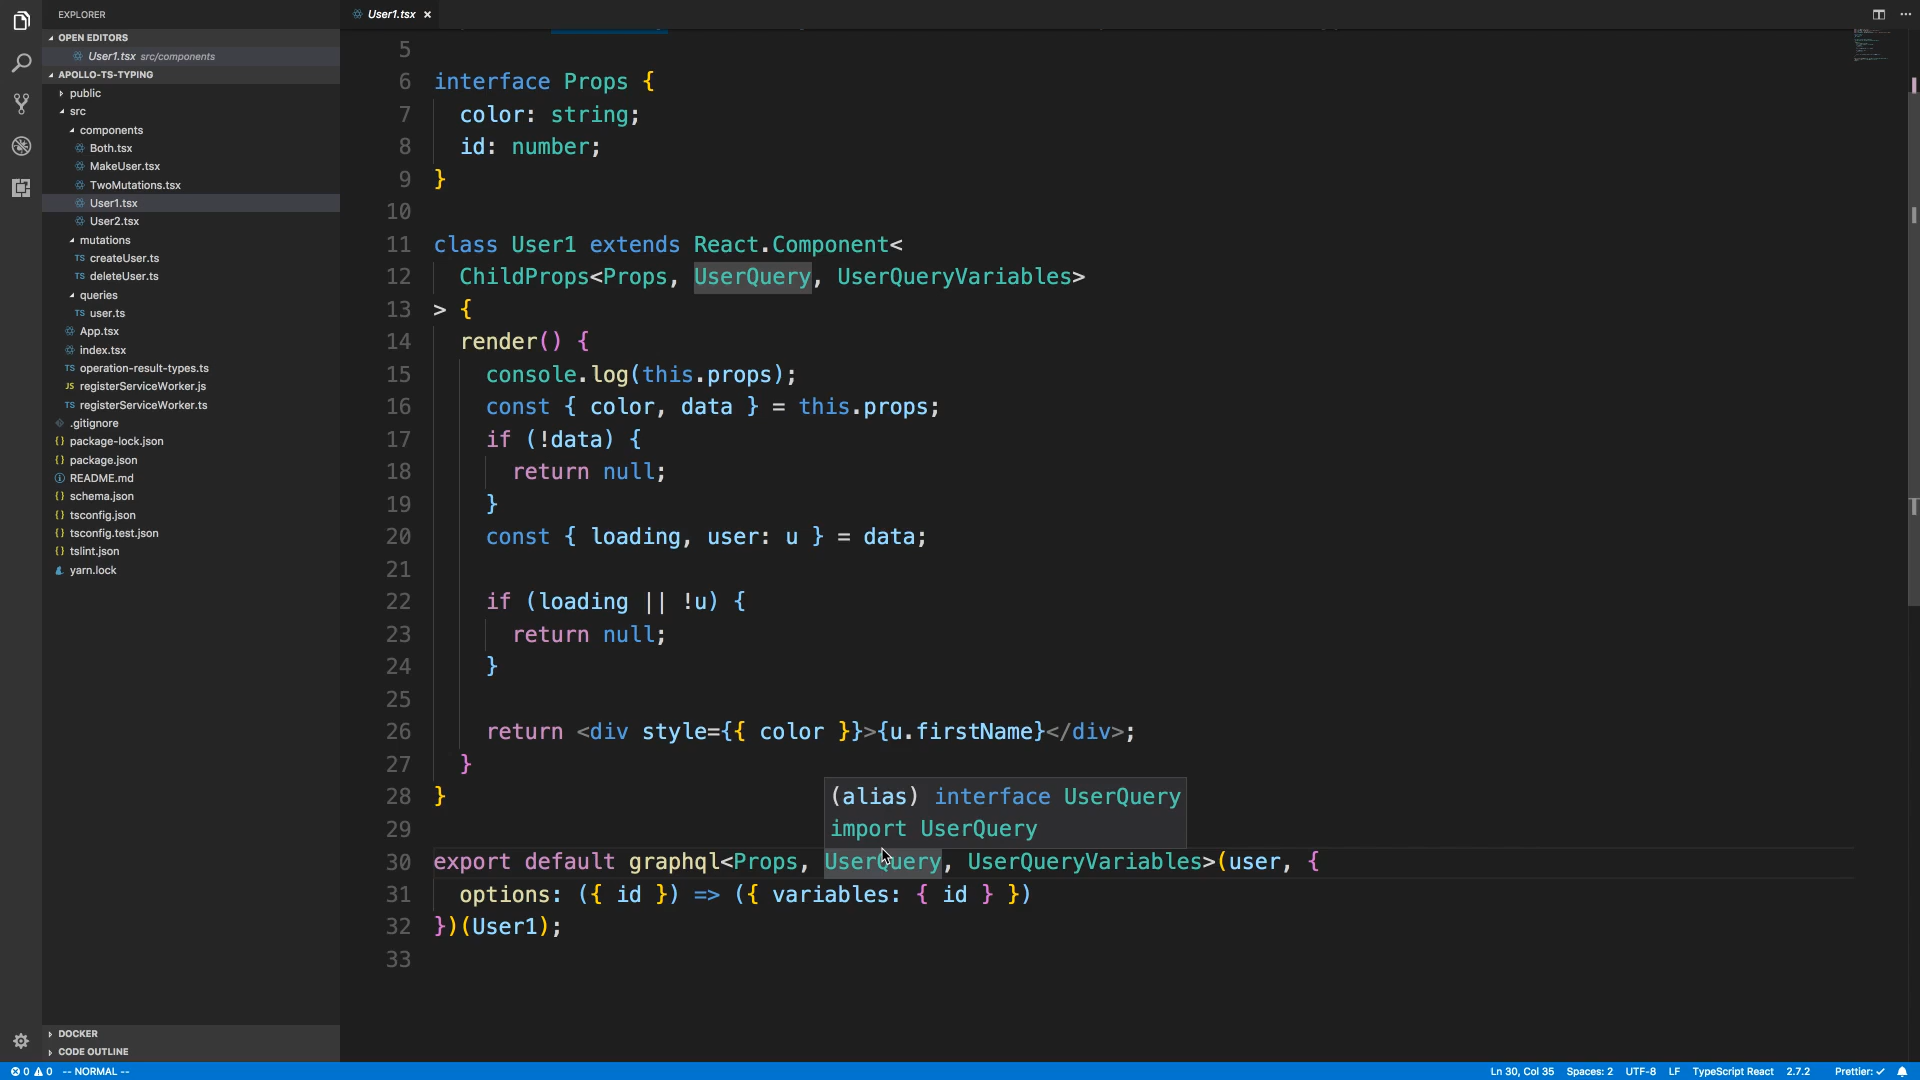 EXPLORER
OPEN EDITORS
User1.tsx src/components
APOLLO-TS-TYPING
public
src
components
Both.tsx
MakeUser.tsx
TwoMutations.tsx
User1.tsx
User2.tsx
mutations
TS createUser.ts
TS deleteUser.ts
queries
TS user.ts
App.tsx
index.tsx
TS operation-result-types.ts
JS registerServiceWorker.js
TS registerServiceWorker.ts
.gitignore
{} package-lock.json
{} package.json
README.md
{} schema.json
{} tsconfig.json
{} tsconfig.test.json
{} tslint.json
yarn.lock
DOCKER
CODE OUTLINE
User1.tsx ×
5
6 interface Props {
7 color: string;
8 id: number;
9 }
10
11 class User1 extends React.Component<
12 ChildProps<Props, UserQuery, UserQueryVariables>
13 > {
14 render() {
15 console.log(this.props);
16 const { color, data } = this.props;
17 if (!data) {
18 return null;
19 }
20 const { loading, user: u } = data;
21
22 if (loading || !u) {
23 return null;
24 }
25
26 return <div style={{ color }}>{u.firstName}</div>;
27 }
28 }
(alias) interface UserQuery
import UserQuery
29
30 export default graphql<Props, UserQuery, UserQueryVariables>(user, {
31 options: ({ id }) => ({ variables: { id } })
32 })(User1);
33
0 0 -- NORMAL -- Ln 30, Col 35 Spaces: 2 UTF-8 LF TypeScript React 2.7.2 Prettier: ✓